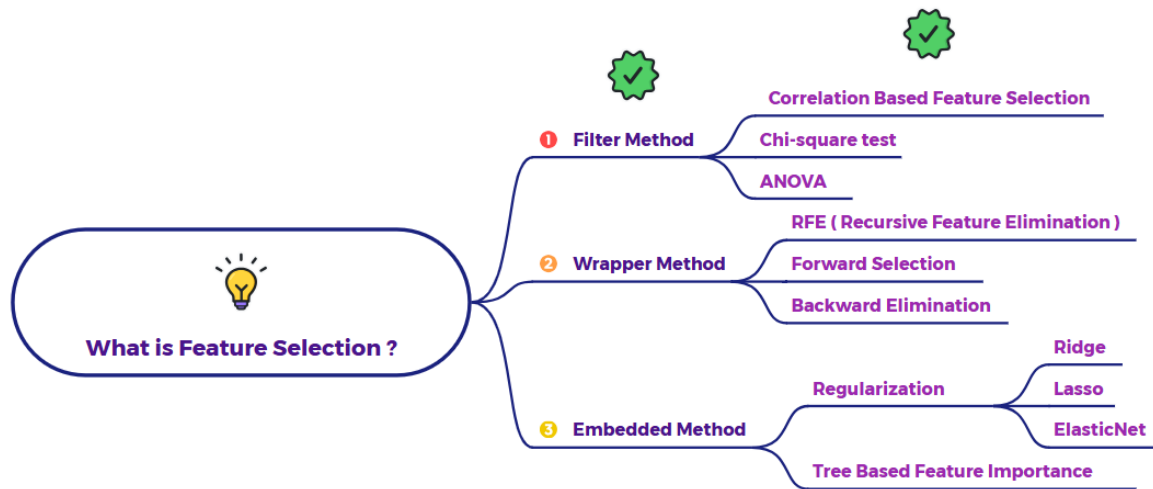 What is Feature Selection ?
1 Filter Method
Correlation Based Feature Selection
Chi-square test
ANOVA
2 Wrapper Method
RFE ( Recursive Feature Elimination )
Forward Selection
Backward Elimination
3 Embedded Method
Regularization
Ridge
Lasso
ElasticNet
Tree Based Feature Importance